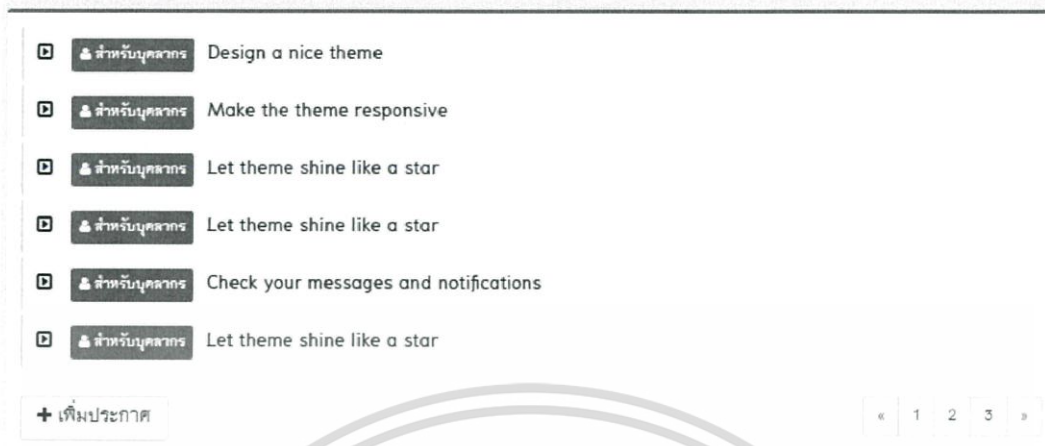 สำหรับบุคลากร Design a nice theme
สำหรับบุคลากร Make the theme responsive
สำหรับบุคลากร Let theme shine like a star
สำหรับบุคลากร Let theme shine like a star
สำหรับบุคลากร Check your messages and notifications
สำหรับบุคลากร Let theme shine like a star
+ เพิ่มประกาศ « 1 2 3 »